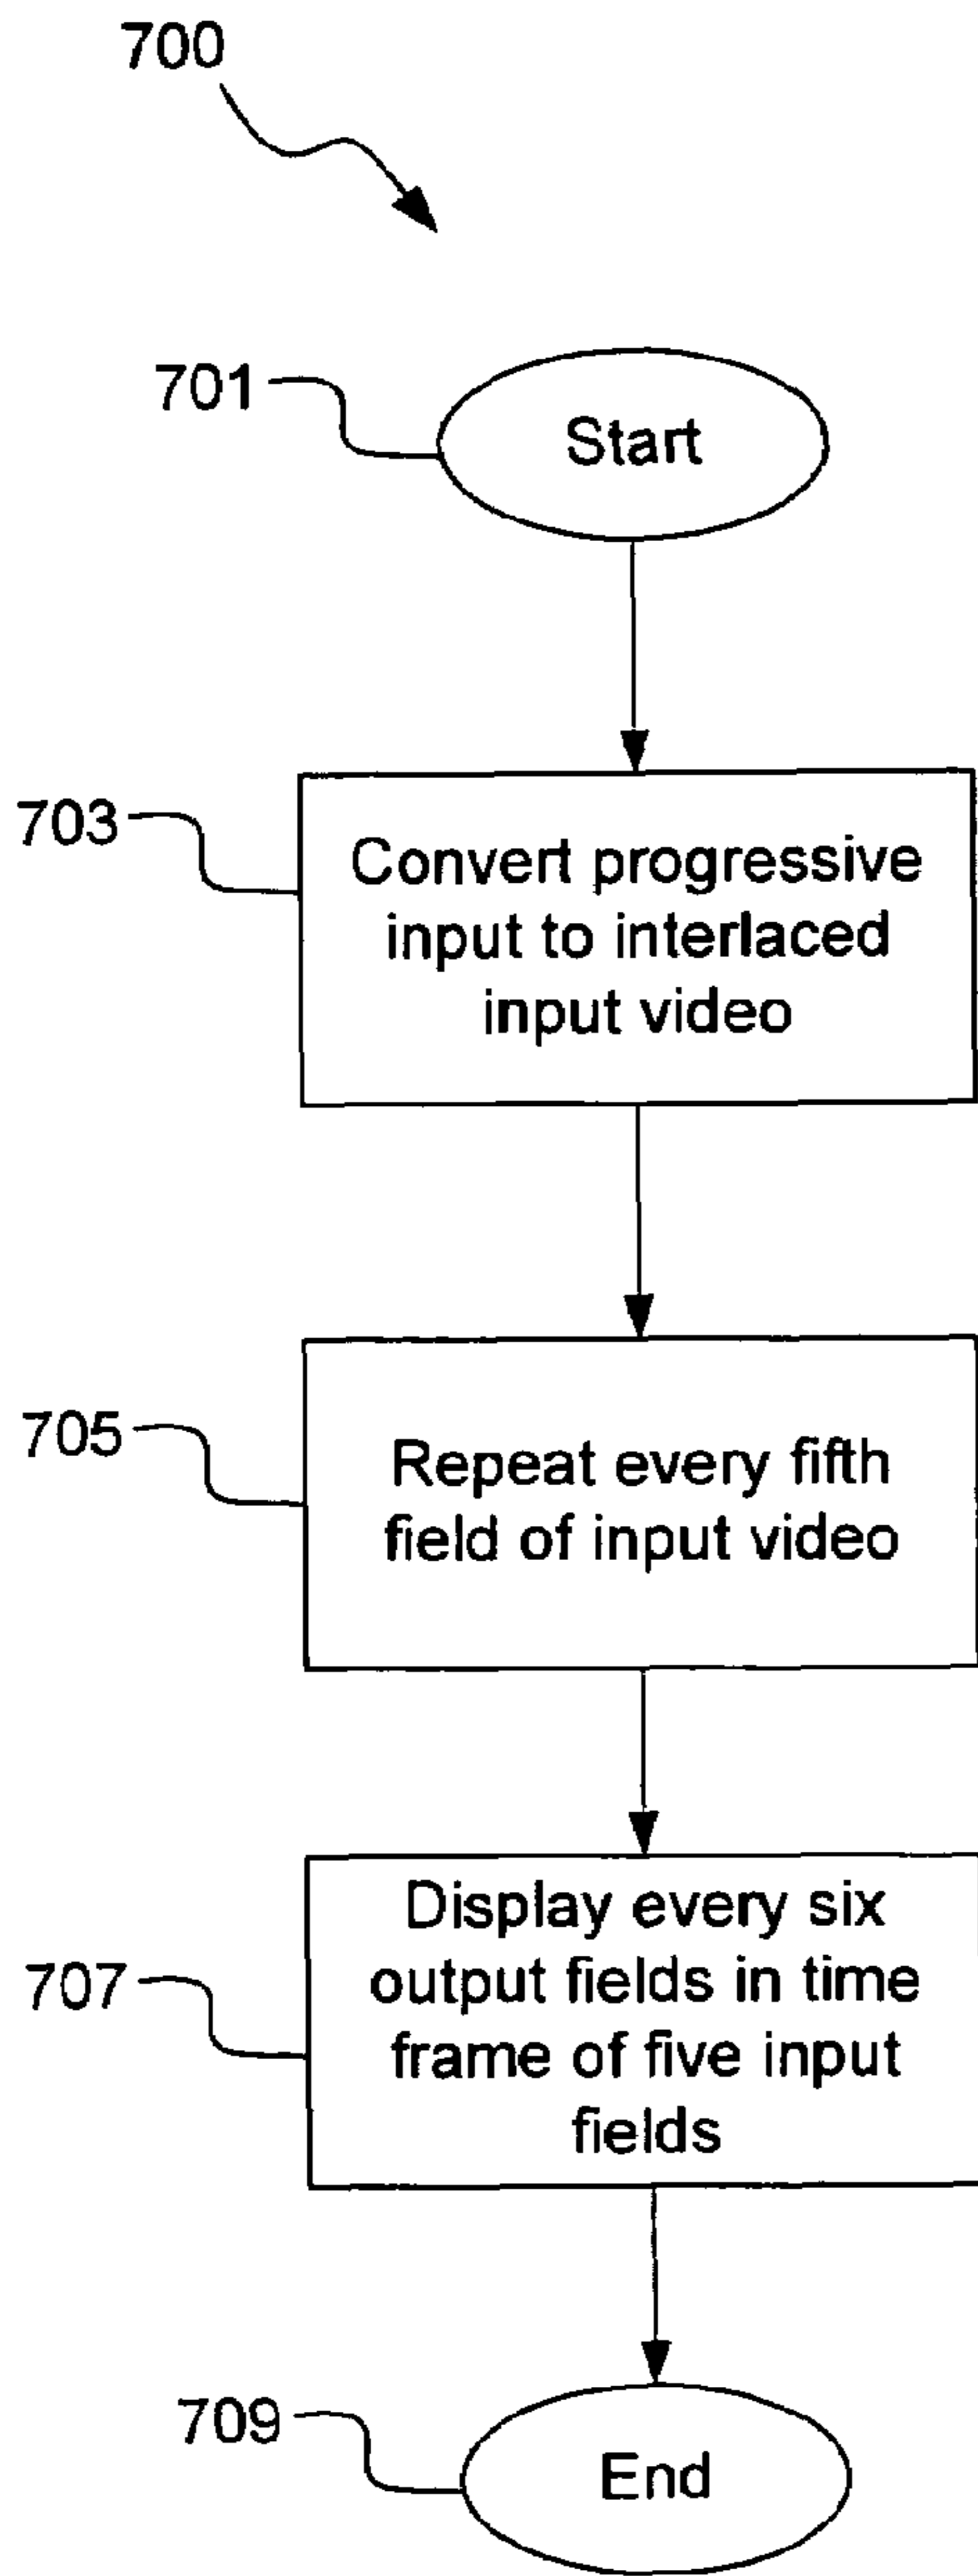 700
701
Start
703
Convert progressive
input to interlaced
input video
705
Repeat every fifth
field of input video
707
Display every six
output fields in time
frame of five input
fields
709
End